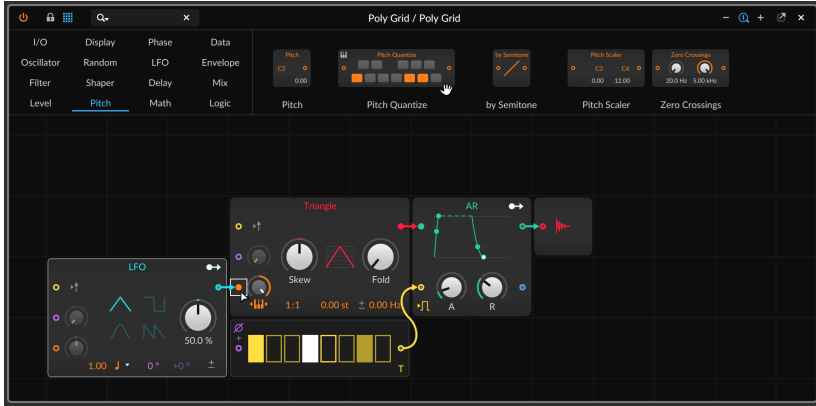 Poly Grid / Poly Grid
I/O Display Phase Data
Oscillator Random LFO Envelope
Filter Shaper Delay Mix
Level Pitch Math Logic
Pitch
C3
0.00
Pitch
Pitch Quantize
Pitch Quantize
by Semitone
by Semitone
Pitch Scaler
C3 C4
0.00 12.00
Pitch Scaler
Zero Crossings
20.0 Hz 5.00 kHz
Zero Crossings
Triangle
Skew Fold
1:1 0.00 st ± 0.00 Hz
AR
A R
LFO
50.0 %
1.00 0 ° +0 ° ±
T